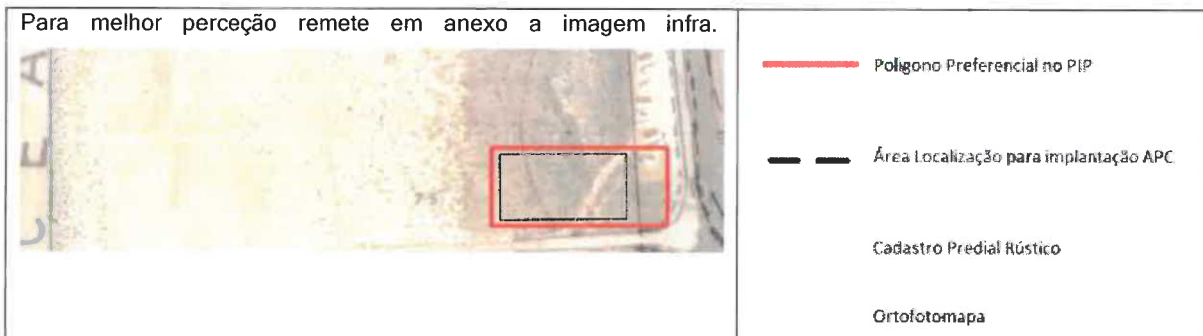 Para melhor perceção remete em anexo a imagem infra.
Polígono Preferencial no PIP
Área Localização para implantação APC
Cadastro Predial Rústico
Ortofotomapa